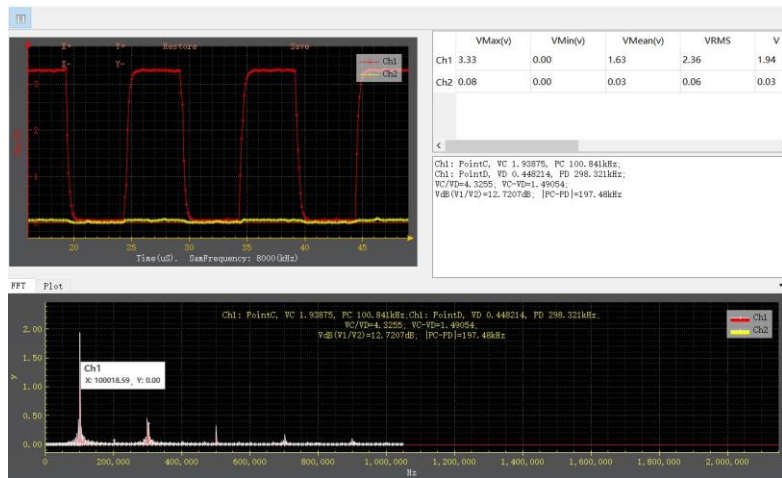 X+ Y+ Restore Save
X- Y-
Ch1
Ch2
3
2
1
0
20 25 30 35 40 45
Time(uS). SamFrequency: 8000(kHz)
VMax(v) VMin(v) VMean(v) VRMS V
Ch1 3.33 0.00 1.63 2.36 1.94
Ch2 0.08 0.00 0.03 0.06 0.03
Ch1: PointC, VC 1.93875, PC 100.841kHz;
Ch1: PointD, VD 0.448214, PD 298.321kHz;
VC/VD=4.3255; VC-VD=1.49054;
VdB(V1/V2)=12.7207dB; |PC-PD|=197.48kHz
FFT Plot
Ch1: PointC, VC 1.93875, PC 100.841kHz;Ch1: PointD, VD 0.448214, PD 298.321kHz;
VC/VD=4.3255; VC-VD=1.49054;
VdB(V1/V2)=12.7207dB; |PC-PD|=197.48kHz
Ch1
Ch2
2.00
1.50
1.00
0.50
0.00
y
Ch1
X: 100018.59, Y: 0.00
0 200,000 400,000 600,000 800,000 1,000,000 1,200,000 1,400,000 1,600,000 1,800,000 2,000,000
Hz